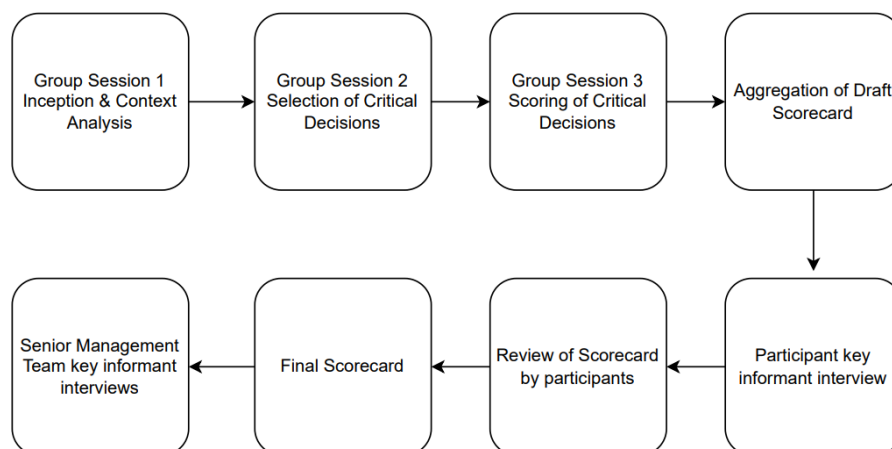 Group Session 1
Inception & Context
Analysis
Group Session 2
Selection of Critical
Decisions
Group Session 3
Scoring of Critical
Decisions
Aggregation of Draft
Scorecard
Senior Management
Team key informant
interviews
Final Scorecard
Review of Scorecard
by participants
Participant key
informant interview